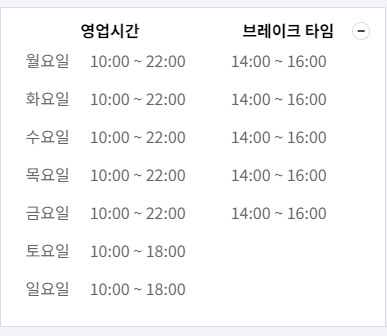 영업시간 브레이크 타임
월요일 10:00 ~ 22:00 14:00 ~ 16:00
화요일 10:00 ~ 22:00 14:00 ~ 16:00
수요일 10:00 ~ 22:00 14:00 ~ 16:00
목요일 10:00 ~ 22:00 14:00 ~ 16:00
금요일 10:00 ~ 22:00 14:00 ~ 16:00
토요일 10:00 ~ 18:00
일요일 10:00 ~ 18:00